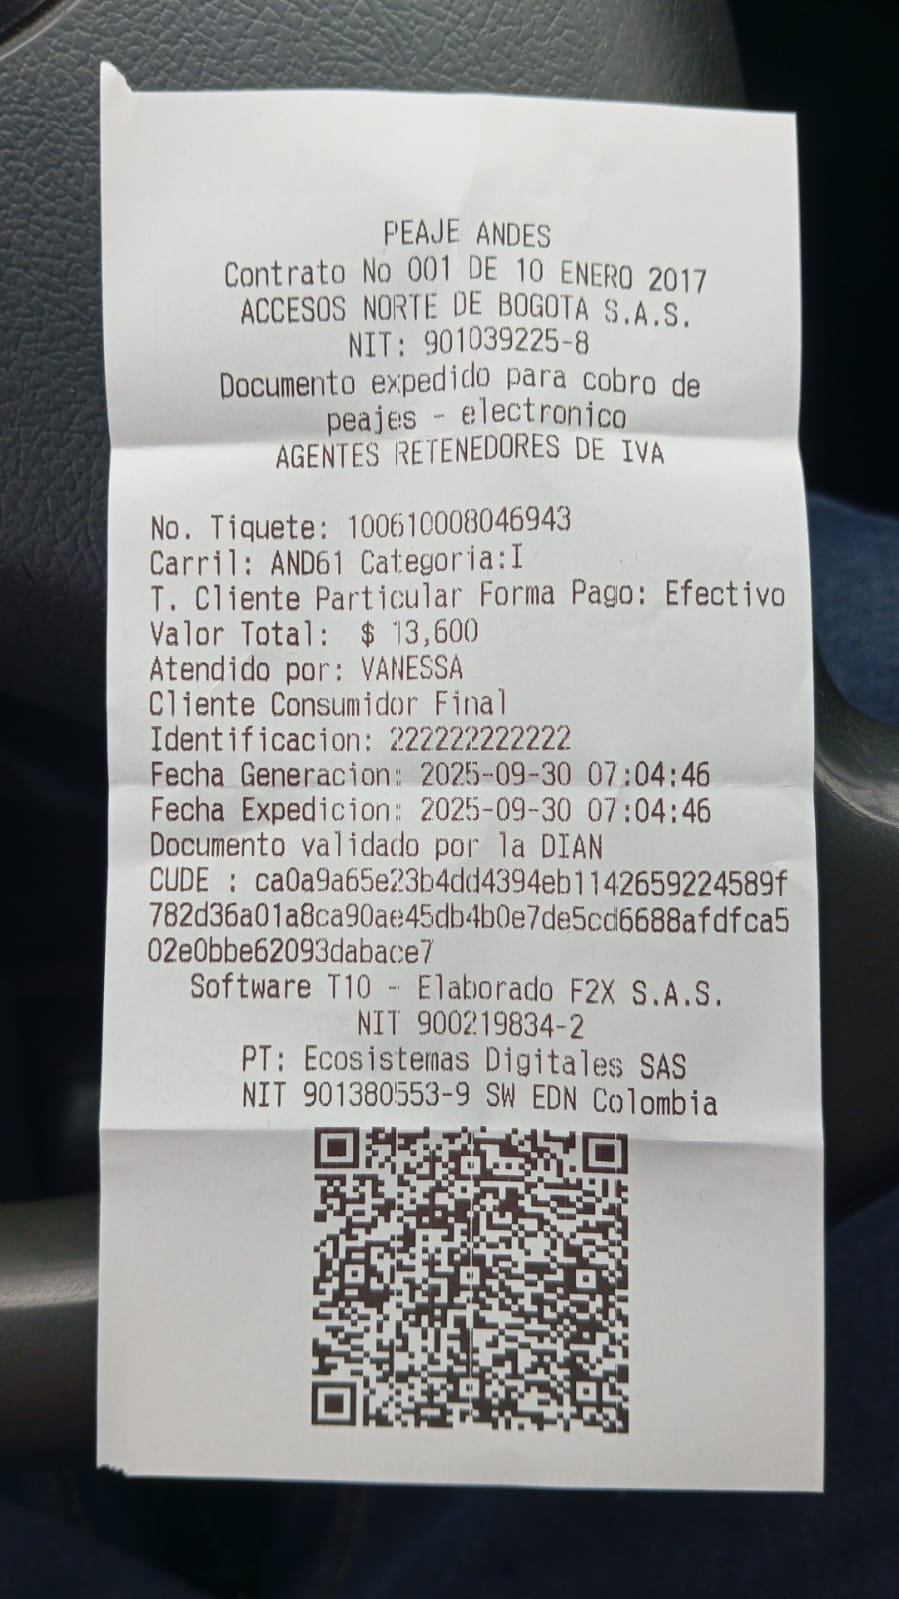 PEAJE ANDES
Contrato No 001 DE 10 ENERO 2017
ACCESOS NORTE DE BOGOTA S.A.S.
NIT: 901039225-8
Documento expedido para cobro de
peajes - electronico
AGENTES RETENEDORES DE IVA
No. Tiquete: 100610008046943
Carril: AND61 Categoria:I
T. Cliente Particular Forma Pago: Efectivo
Valor Total: $ 13,600
Atendido por: VANESSA
Cliente Consumidor Final
Identificacion: 222222222222
Fecha Generacion: 2025-09-30 07:04:46
Fecha Expedicion: 2025-09-30 07:04:46
Documento validado por la DIAN
CUDE : ca0a9a65e23b4dd4394eb1142659224589f
782d36a01a8ca90ae45db4b0e7de5cd6688afdfca5
02e0bbe62093dabace7
Software T10 - Elaborado F2X S.A.S.
NIT 900219834-2
PT: Ecosistemas Digitales SAS
NIT 901380553-9 SW EDN Colombia